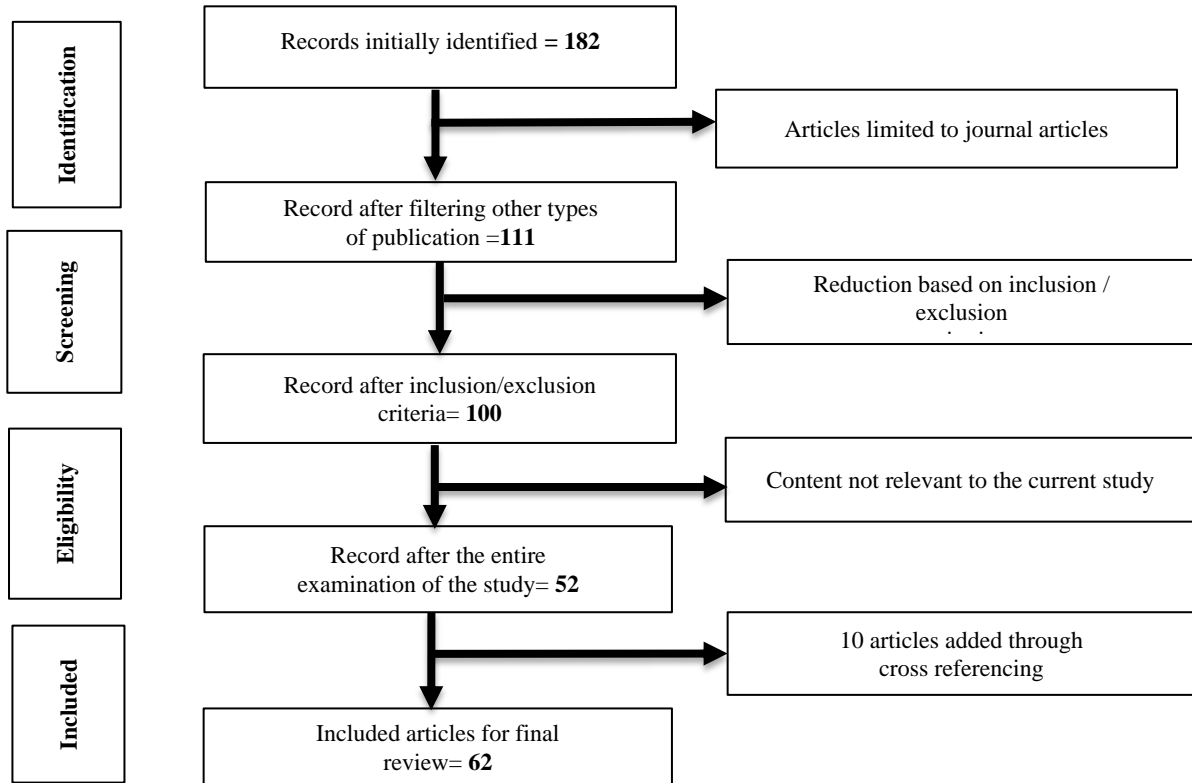 Identification
Records initially identified = 182
Articles limited to journal articles
Record after filtering other types
of publication =111
Screening
Reduction based on inclusion /
exclusion
Record after inclusion/exclusion
criteria= 100
Eligibility
Content not relevant to the current study
Record after the entire
examination of the study= 52
Included
10 articles added through
cross referencing
Included articles for final
review= 62